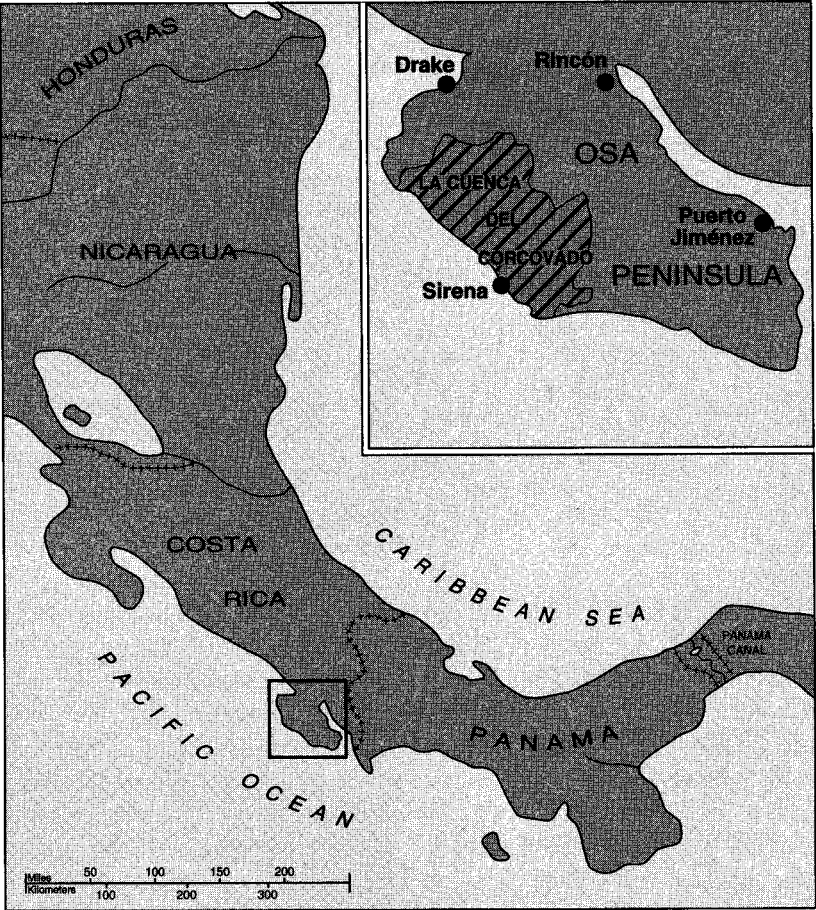 HONDURAS
NICARAGUA
COSTA
RICA
CARIBBEAN SEA
PACIFIC OCEAN
PANAMA
PANAMA
CANAL
Drake
Rincón
OSA
LA CUENCA
DEL
CORCOVADO
Puerto
Jiménez
PENINSULA
Sirena
Miles 50 100 150 200
Kilometers 100 200 300